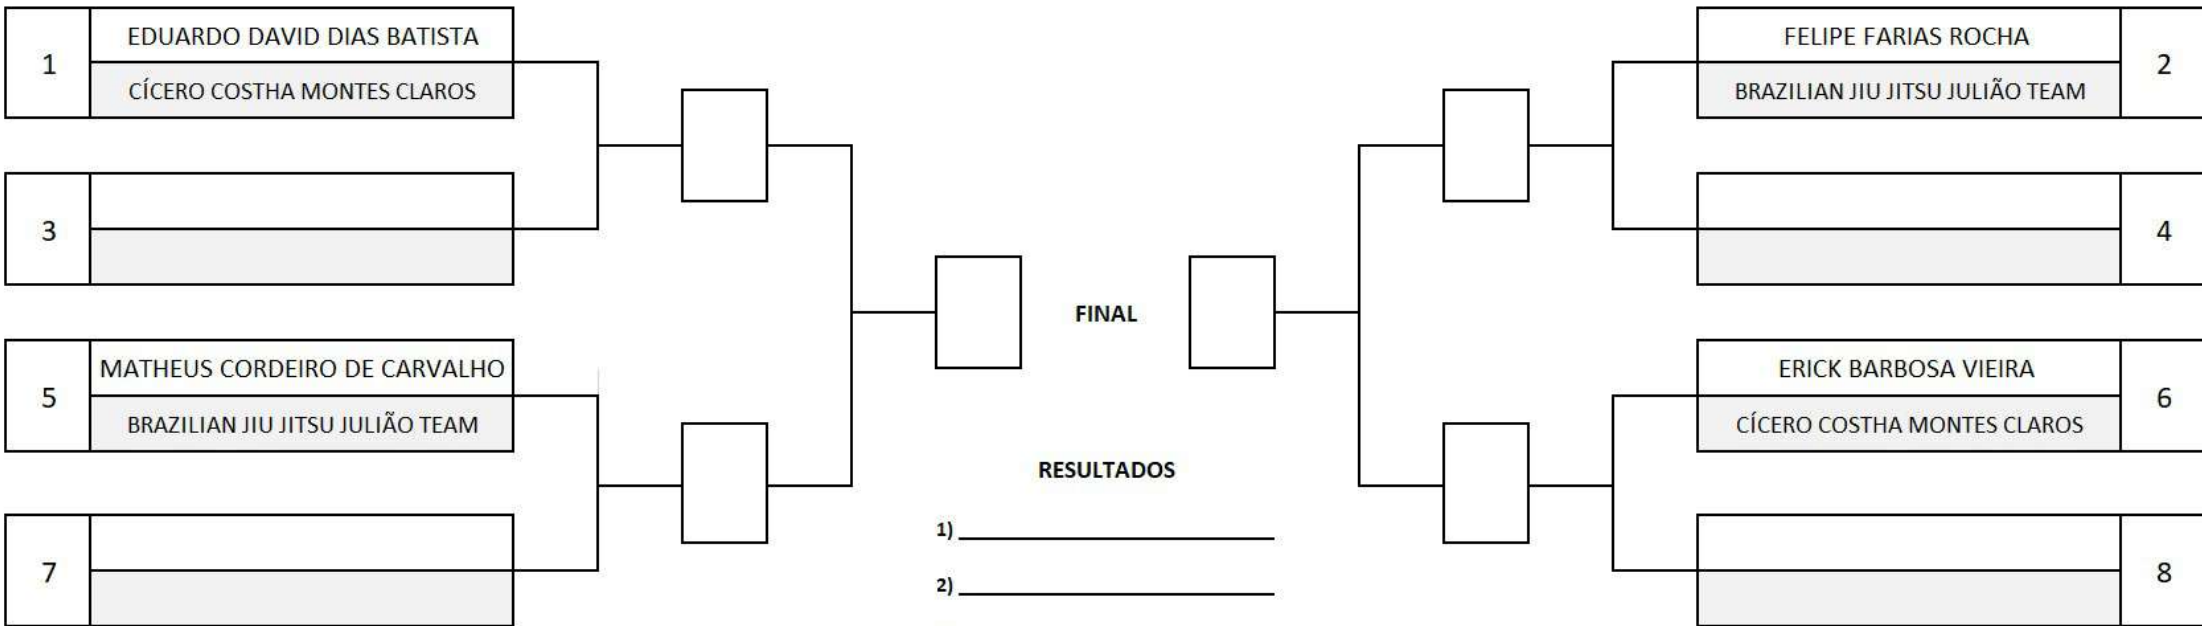 1
EDUARDO DAVID DIAS BATISTA
CÍCERO COSTHA MONTES CLAROS
3
5
MATHEUS CORDEIRO DE CARVALHO
BRAZILIAN JIU JITSU JULIÃO TEAM
7
FINAL
RESULTADOS
1)
2)
FELIPE FARIAS ROCHA
BRAZILIAN JIU JITSU JULIÃO TEAM
2
4
ERICK BARBOSA VIEIRA
CÍCERO COSTHA MONTES CLAROS
6
8